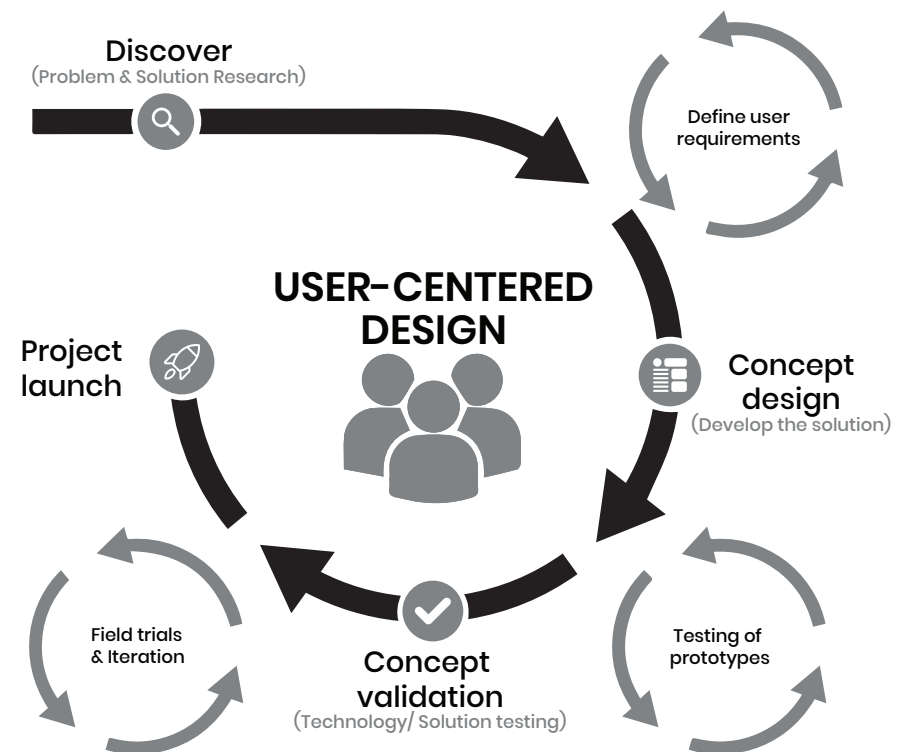 Discover
(Problem & Solution Research)
Define user
requirements
USER-CENTERED
DESIGN
Project
launch
Concept
design
(Develop the solution)
Field trials
& Iteration
Testing of
prototypes
Concept
validation
(Technology/ Solution testing)